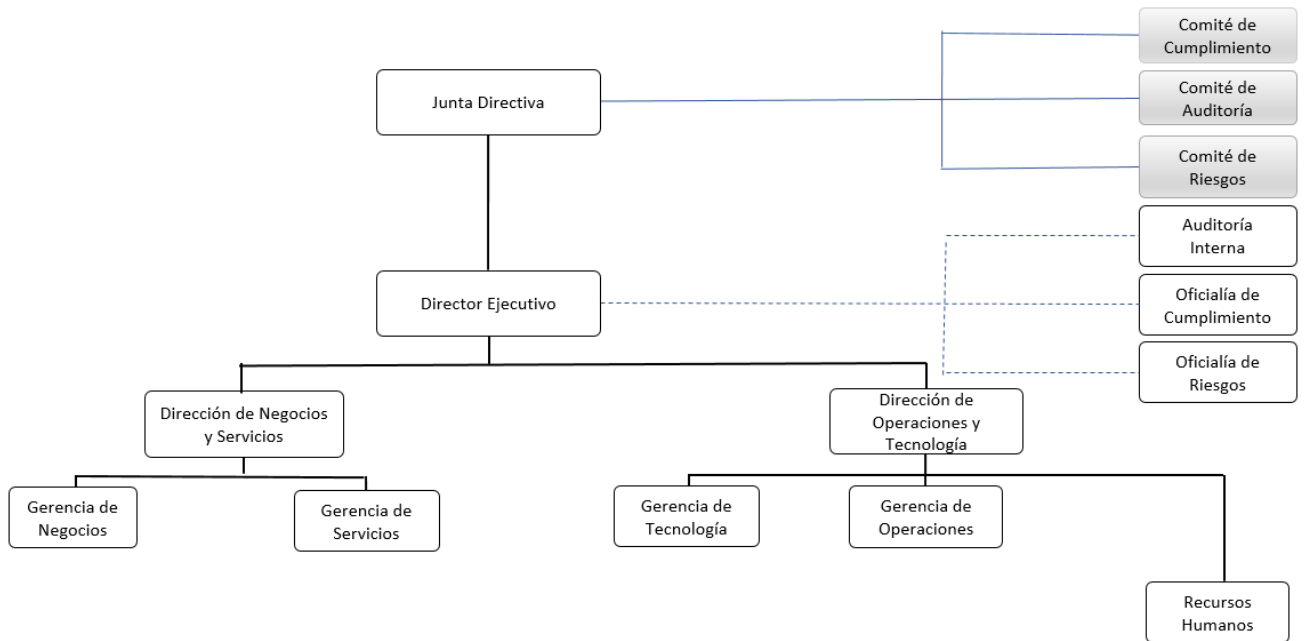 Comité de
Cumplimiento
Junta Directiva
Comité de
Auditoría
Comité de
Riesgos
Auditoría
Interna
Director Ejecutivo
Oficialía de
Cumplimiento
Oficialía de
Riesgos
Dirección de Negocios
y Servicios
Dirección de
Operaciones y
Tecnología
Gerencia de
Negocios
Gerencia de
Servicios
Gerencia de
Tecnología
Gerencia de
Operaciones
Recursos
Humanos